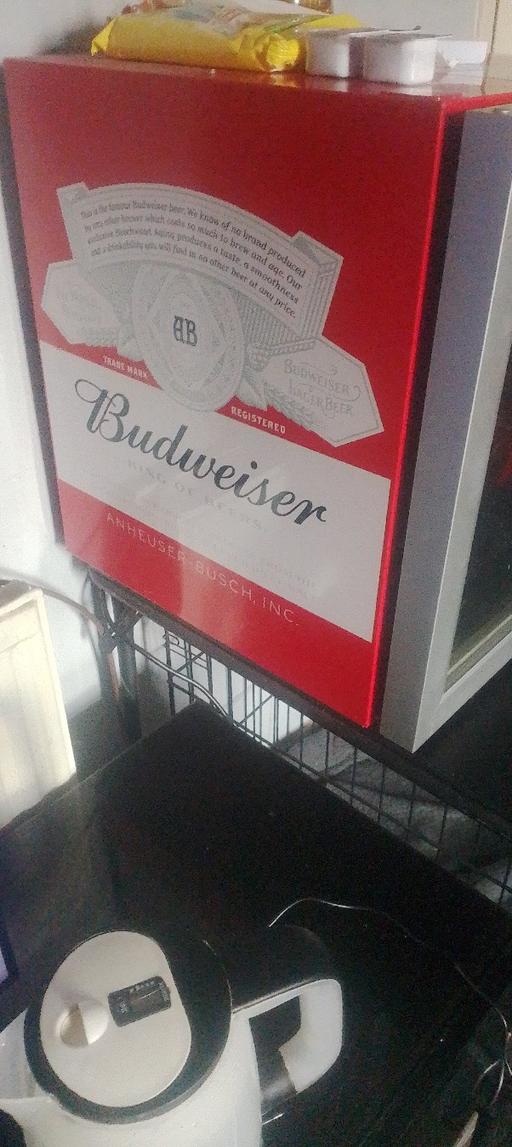 This is the famous Budweiser beer. We know of no brand produced
by any other brewer which costs so much to brew and age. Our
exclusive Beechwood Aging produces a taste, a smoothness
and a drinkability you will find in no other beer at any price.
AB
BUDWEISER
LAGER BEER
TRADE MARK
REGISTERED
Budweiser
KING OF BEERS
ANHEUSER-BUSCH, INC.